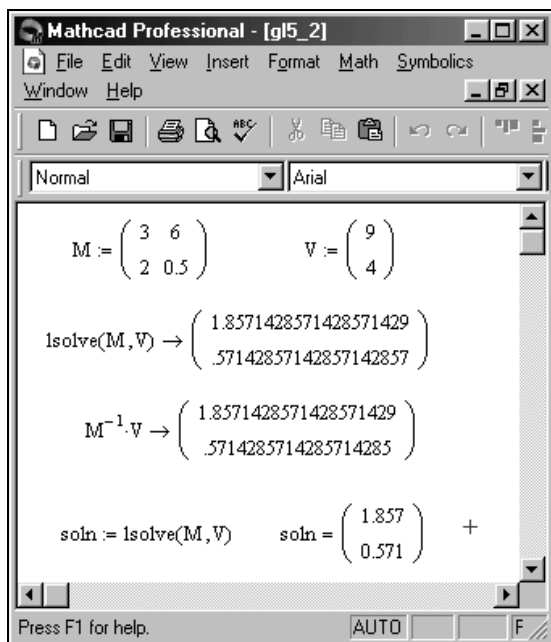 Mathcad Professional - [gl5_2]
File Edit View Insert Format Math Symbolics
Window Help
Normal Arial
M := ( 3 6 ) V := ( 9 )
( 2 0.5 ) ( 4 )
lsolve(M,V) → ( 1.8571428571428571429 )
( .57142857142857142857 )
M⁻¹·V → ( 1.8571428571428571429 )
( .5714285714285714285 )
soln := lsolve(M,V) soln = ( 1.857 )
( 0.571 )
Press F1 for help. AUTO F